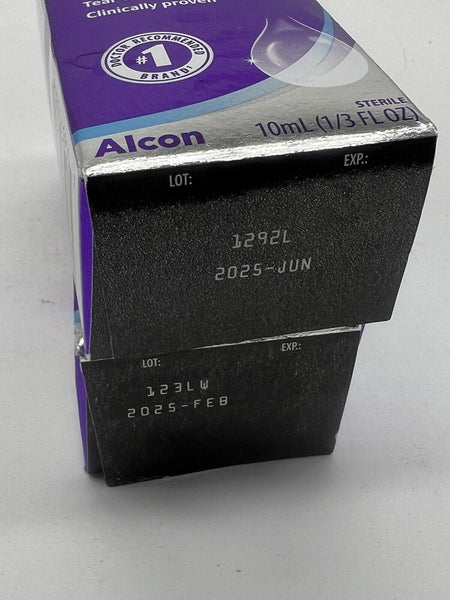 Clinically proven
DOCTOR RECOMMENDED
#1
BRAND†
Alcon
STERILE
10mL (1/3 FL OZ)
LOT:
EXP.:
1292L
2025-JUN
LOT:
EXP.:
123LW
2025-FEB